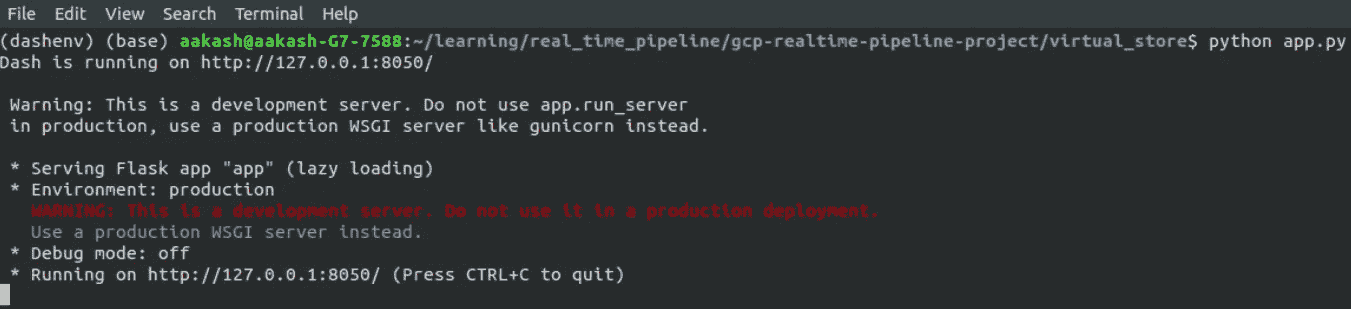 File Edit View Search Terminal Help
(dashenv) (base) aakash@aakash-G7-7588:~/learning/real_time_pipeline/gcp-realtime-pipeline-project/virtual_store$ python app.py
Dash is running on http://127.0.0.1:8050/
Warning: This is a development server. Do not use app.run_server
in production, use a production WSGI server like gunicorn instead.
* Serving Flask app "app" (lazy loading)
* Environment: production
WARNING: This is a development server. Do not use it in a production deployment.
Use a production WSGI server instead.
* Debug mode: off
* Running on http://127.0.0.1:8050/ (Press CTRL+C to quit)